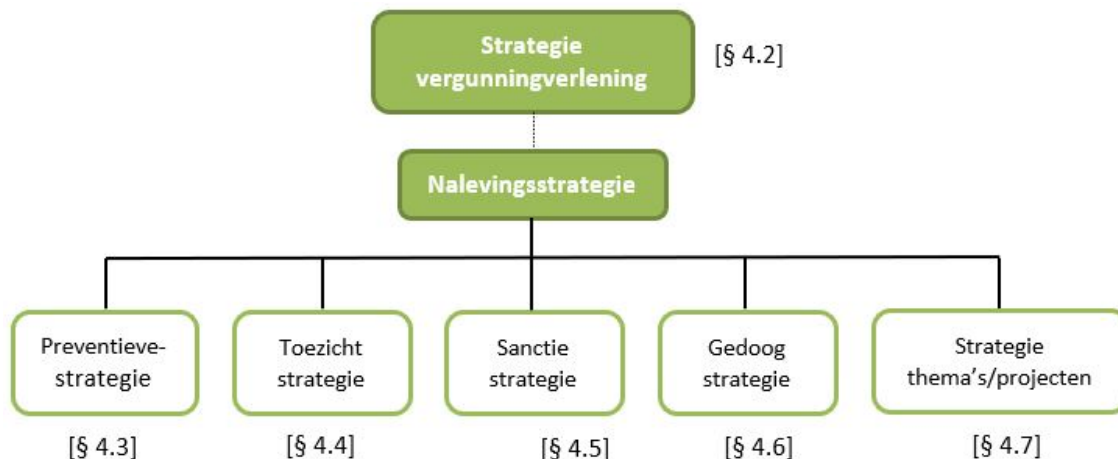 Strategie
vergunningverlening
[§ 4.2]
Nalevingsstrategie
Preventieve-
strategie
Toezicht
strategie
Sanctie
strategie
Gedoog
strategie
Strategie
thema's/projecten
[§ 4.3]
[§ 4.4]
[§ 4.5]
[§ 4.6]
[§ 4.7]